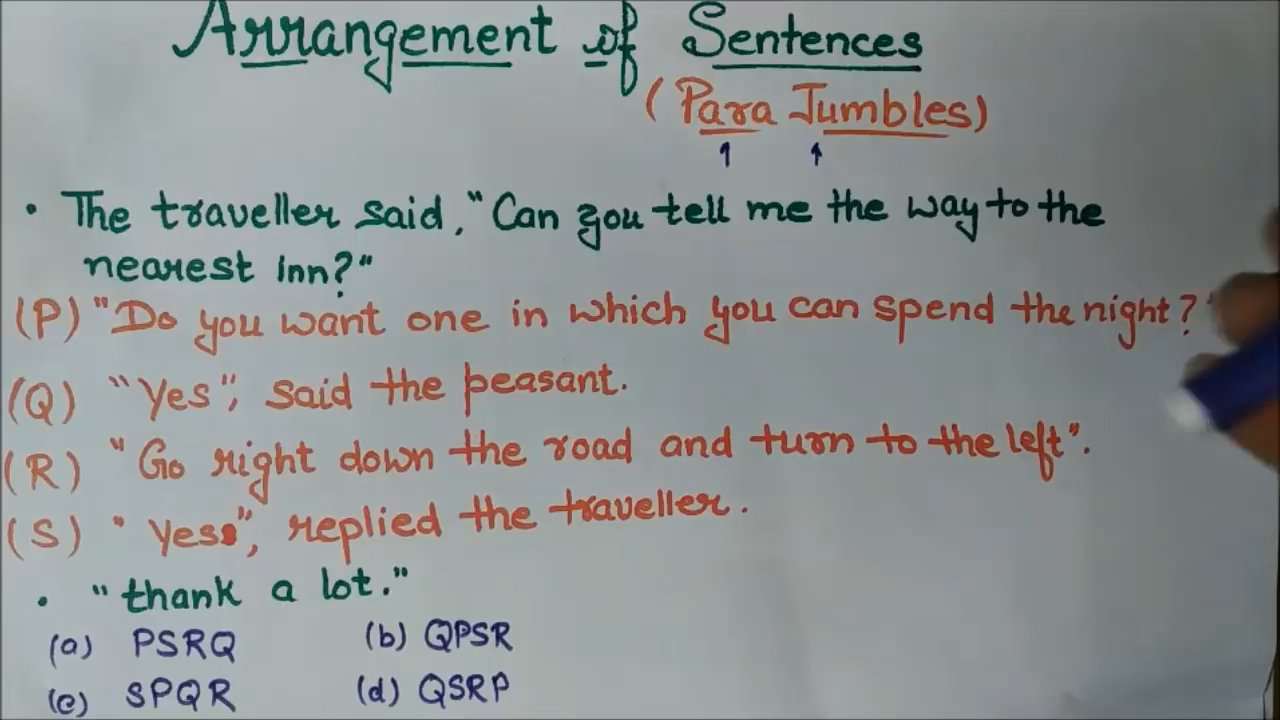 Arrangement of Sentences
(Para Jumbles)
• The traveller said, "Can you tell me the way to the
nearest inn?"
(P) "Do you want one in which you can spend the night?"
(Q) "Yes", said the peasant.
(R) "Go right down the road and turn to the left".
(S) "Yes", replied the traveller.
• "thank a lot."
(a) PSRQ (b) QPSR
(c) SPQR (d) QSRP